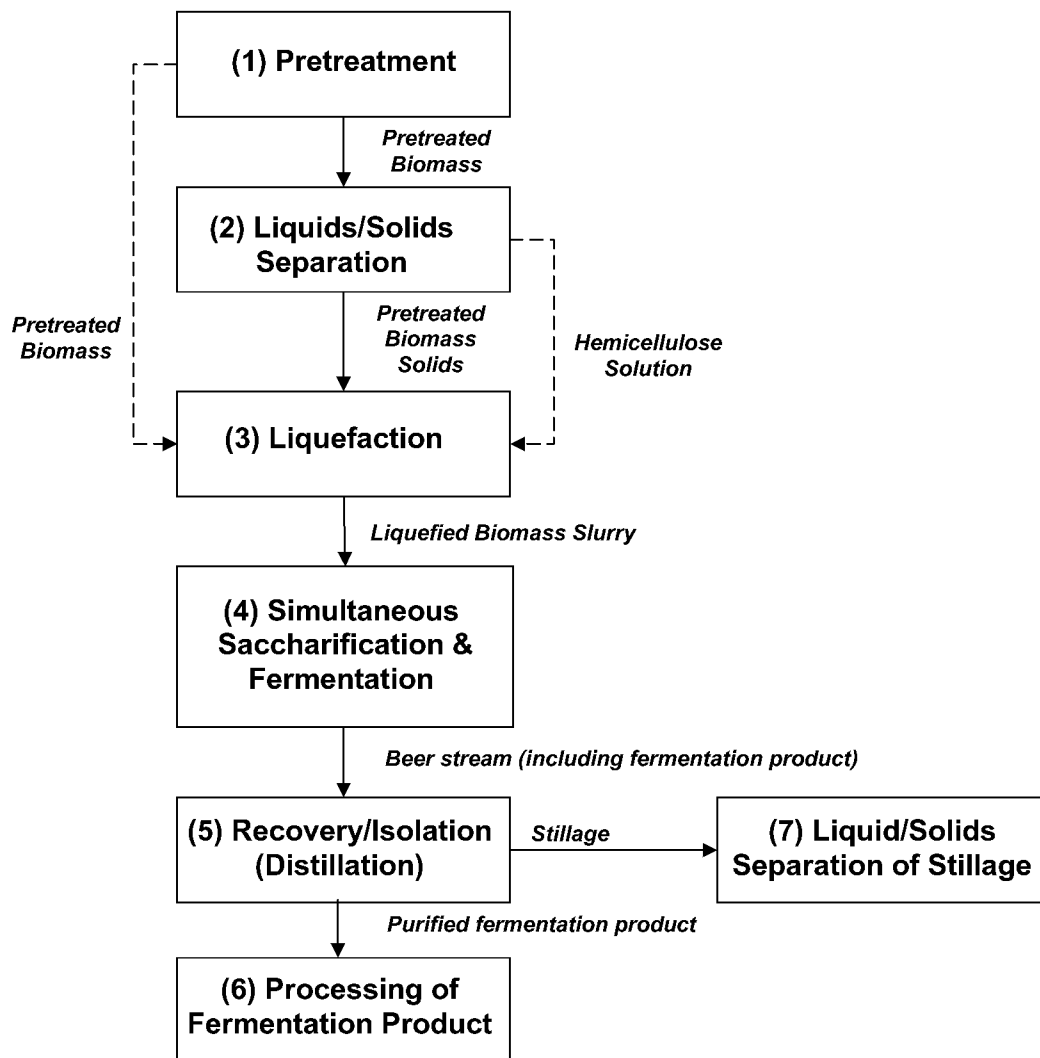 (1) Pretreatment
Pretreated
Biomass
(2) Liquids/Solids
Separation
Pretreated
Biomass
Pretreated
Biomass
Solids
Hemicellulose
Solution
(3) Liquefaction
Liquefied Biomass Slurry
(4) Simultaneous
Saccharification &
Fermentation
Beer stream (including fermentation product)
(5) Recovery/Isolation
(Distillation)
Stillage
(7) Liquid/Solids
Separation of Stillage
Purified fermentation product
(6) Processing of
Fermentation Product